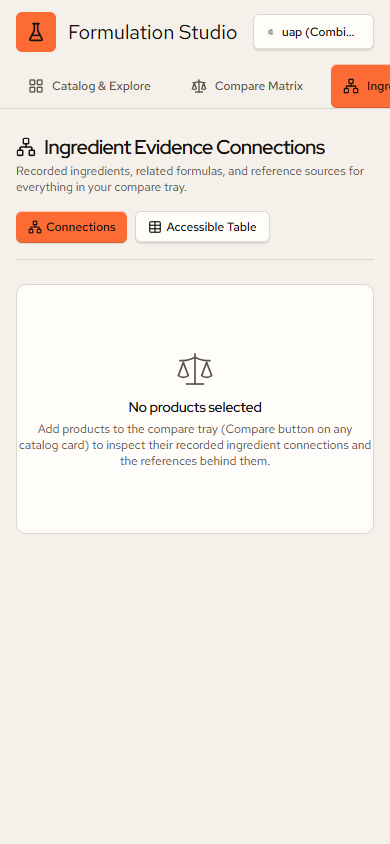 Formulation Studio
uap (Combi...
Catalog & Explore
Compare Matrix
Ingre
Ingredient Evidence Connections
Recorded ingredients, related formulas, and reference sources for
everything in your compare tray.
Connections
Accessible Table
No products selected
Add products to the compare tray (Compare button on any
catalog card) to inspect their recorded ingredient connections and
the references behind them.